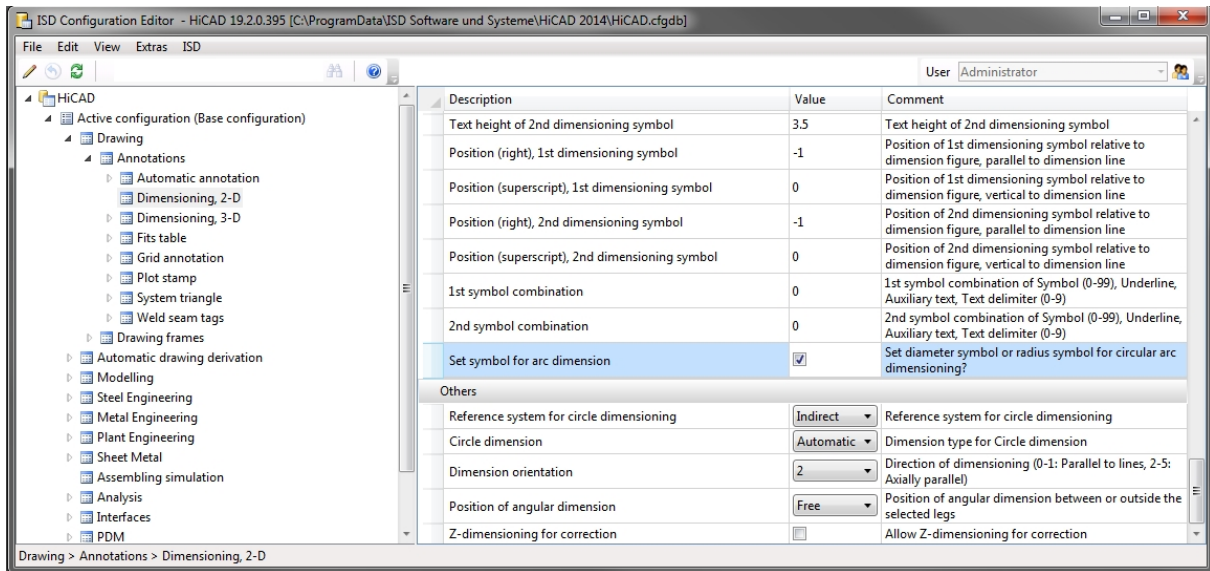 ISD Configuration Editor - HiCAD 19.2.0.395 [C:\ProgramData\ISD Software und Systeme\HiCAD 2014\HiCAD.cfgdb]
File Edit View Extras ISD
User Administrator
HiCAD
Active configuration (Base configuration)
Drawing
Annotations
Automatic annotation
Dimensioning, 2-D
Dimensioning, 3-D
Fits table
Grid annotation
Plot stamp
System triangle
Weld seam tags
Drawing frames
Automatic drawing derivation
Modelling
Steel Engineering
Metal Engineering
Plant Engineering
Sheet Metal
Assembling simulation
Analysis
Interfaces
PDM
Description Value Comment
Text height of 2nd dimensioning symbol 3.5 Text height of 2nd dimensioning symbol
Position (right), 1st dimensioning symbol -1 Position of 1st dimensioning symbol relative to
dimension figure, parallel to dimension line
Position (superscript), 1st dimensioning symbol 0 Position of 1st dimensioning symbol relative to
dimension figure, vertical to dimension line
Position (right), 2nd dimensioning symbol -1 Position of 2nd dimensioning symbol relative to
dimension figure, parallel to dimension line
Position (superscript), 2nd dimensioning symbol 0 Position of 2nd dimensioning symbol relative to
dimension figure, vertical to dimension line
1st symbol combination 0 1st symbol combination of Symbol (0-99), Underline,
Auxiliary text, Text delimiter (0-9)
2nd symbol combination 0 2nd symbol combination of Symbol (0-99), Underline,
Auxiliary text, Text delimiter (0-9)
Set symbol for arc dimension Set diameter symbol or radius symbol for circular arc
dimensioning?
Others
Reference system for circle dimensioning Indirect Reference system for circle dimensioning
Circle dimension Automatic Dimension type for Circle dimension
Dimension orientation 2 Direction of dimensioning (0-1: Parallel to lines, 2-5:
Axially parallel)
Position of angular dimension Free Position of angular dimension between or outside the
selected legs
Z-dimensioning for correction Allow Z-dimensioning for correction
Drawing > Annotations > Dimensioning, 2-D